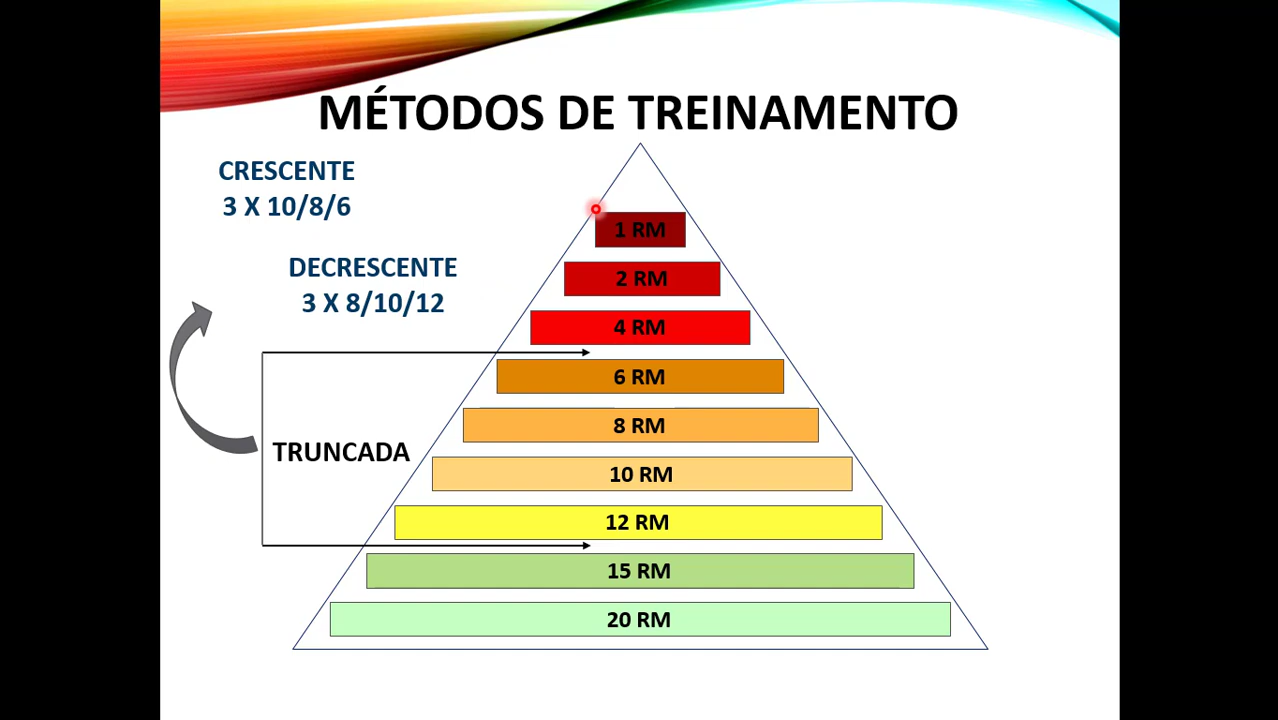 MÉTODOS DE TREINAMENTO
CRESCENTE
3 X 10/8/6
DECRESCENTE
3 X 8/10/12
TRUNCADA
1 RM
2 RM
4 RM
6 RM
8 RM
10 RM
12 RM
15 RM
20 RM